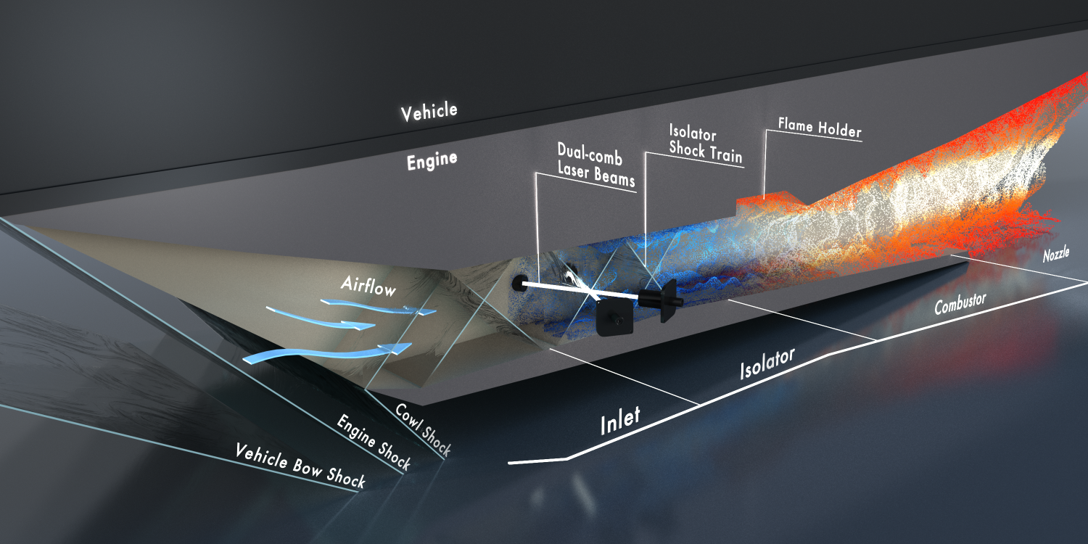 Vehicle
Engine
Dual-comb
Laser Beams
Isolator
Shock Train
Flame Holder
Airflow
Nozzle
Combustor
Isolator
Inlet
Cowl Shock
Engine Shock
Vehicle Bow Shock